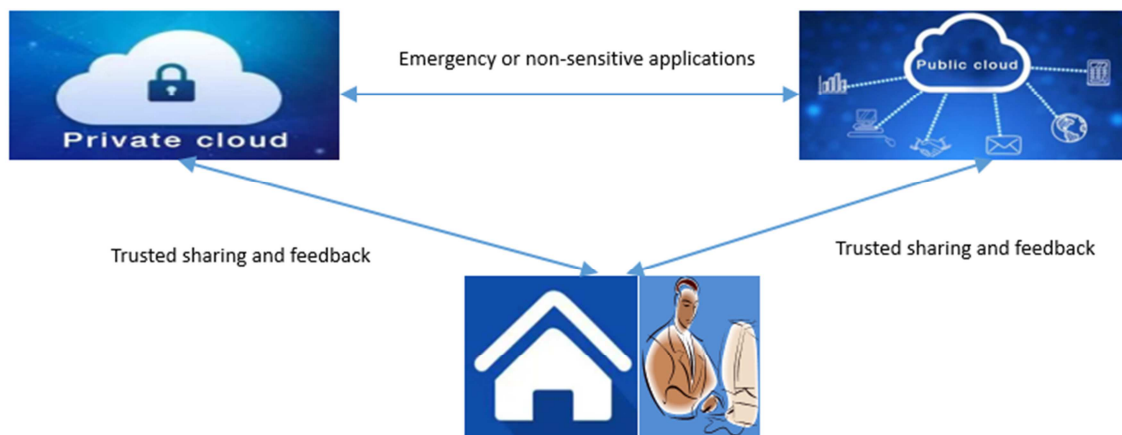 Emergency or non-sensitive applications
Private cloud
Public cloud
Trusted sharing and feedback
Trusted sharing and feedback